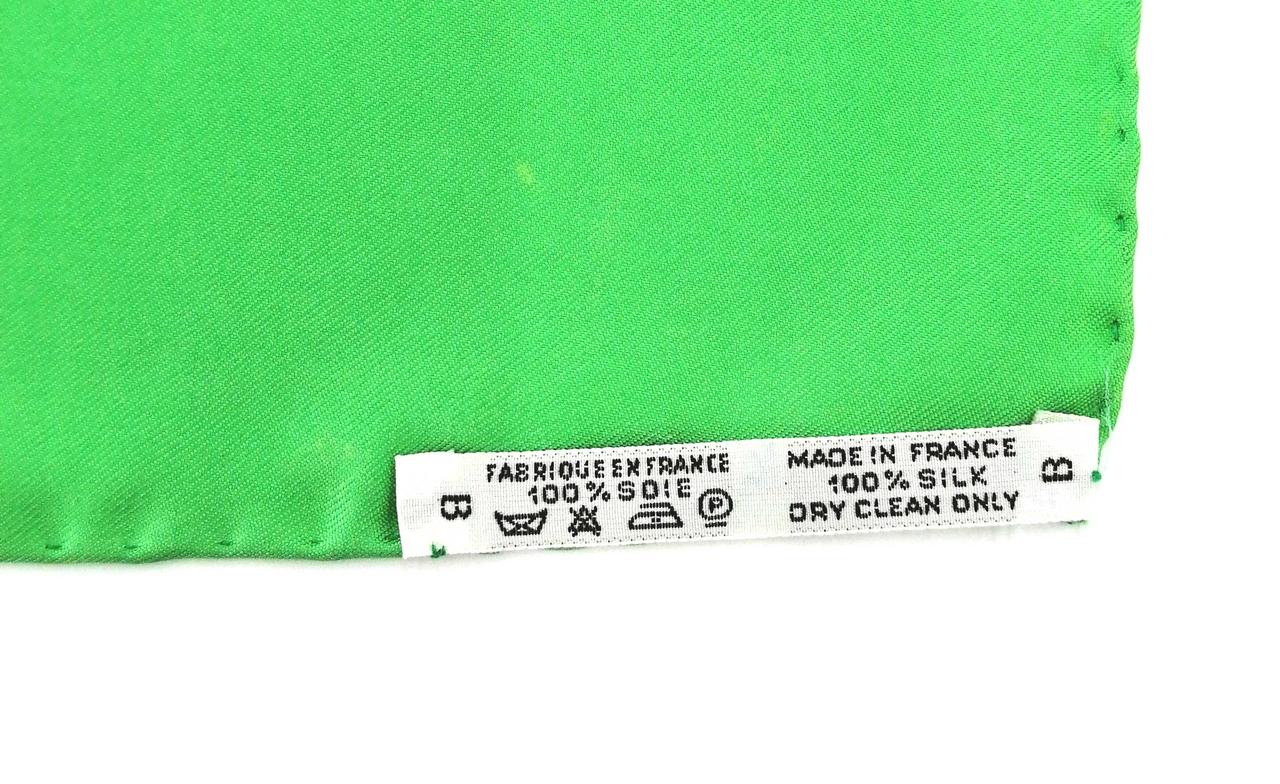 B
FABRIQUE EN FRANCE
100% SOIE
P
MADE IN FRANCE
100% SILK
DRY CLEAN ONLY
B